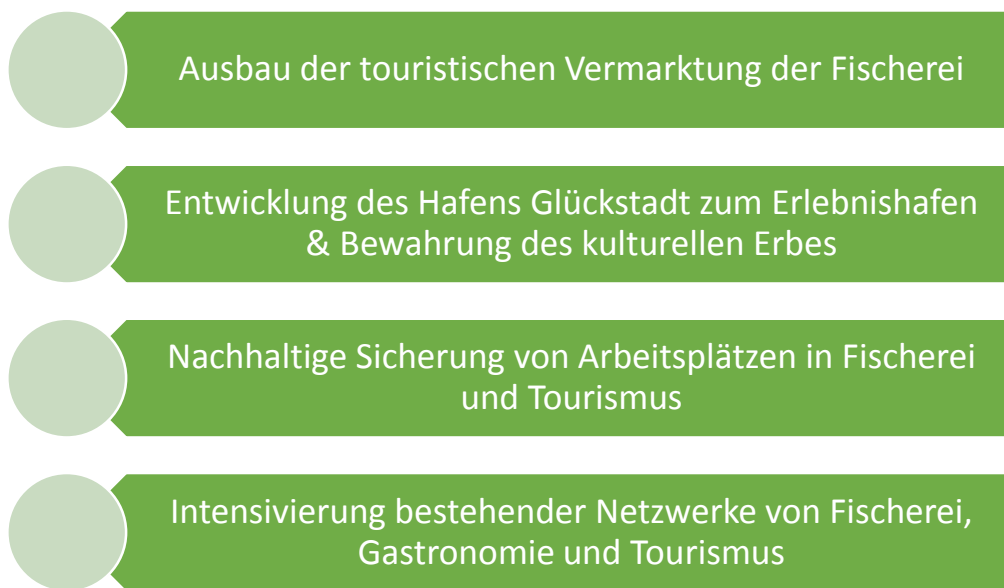 Ausbau der touristischen Vermarktung der Fischerei
Entwicklung des Hafens Glückstadt zum Erlebnishafen
& Bewahrung des kulturellen Erbes
Nachhaltige Sicherung von Arbeitsplätzen in Fischerei
und Tourismus
Intensivierung bestehender Netzwerke von Fischerei,
Gastronomie und Tourismus